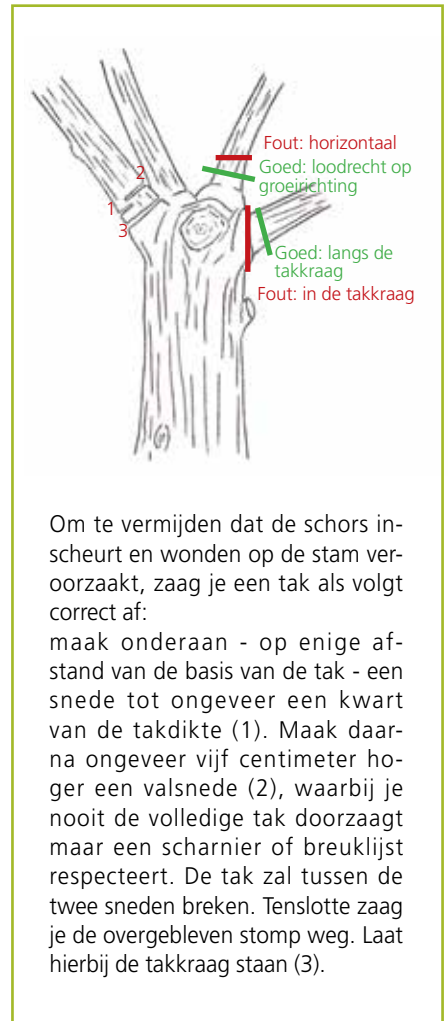 2
1
3
Fout: horizontaal
Goed: loodrecht op
groeirichting
Goed: langs de
takkraag
Fout: in de takkraag
Om te vermijden dat de schors in-
scheurt en wonden op de stam ver-
oorzaakt, zaag je een tak als volgt
correct af:
maak onderaan - op enige af-
stand van de basis van de tak - een
snede tot ongeveer een kwart
van de takdikte (1). Maak daar-
na ongeveer vijf centimeter ho-
ger een valsnede (2), waarbij je
nooit de volledige tak doorzaagt
maar een scharnier of breuklijst
respecteert. De tak zal tussen de
twee sneden breken. Tenslotte zaag
je de overgebleven stomp weg. Laat
hierbij de takkraag staan (3).